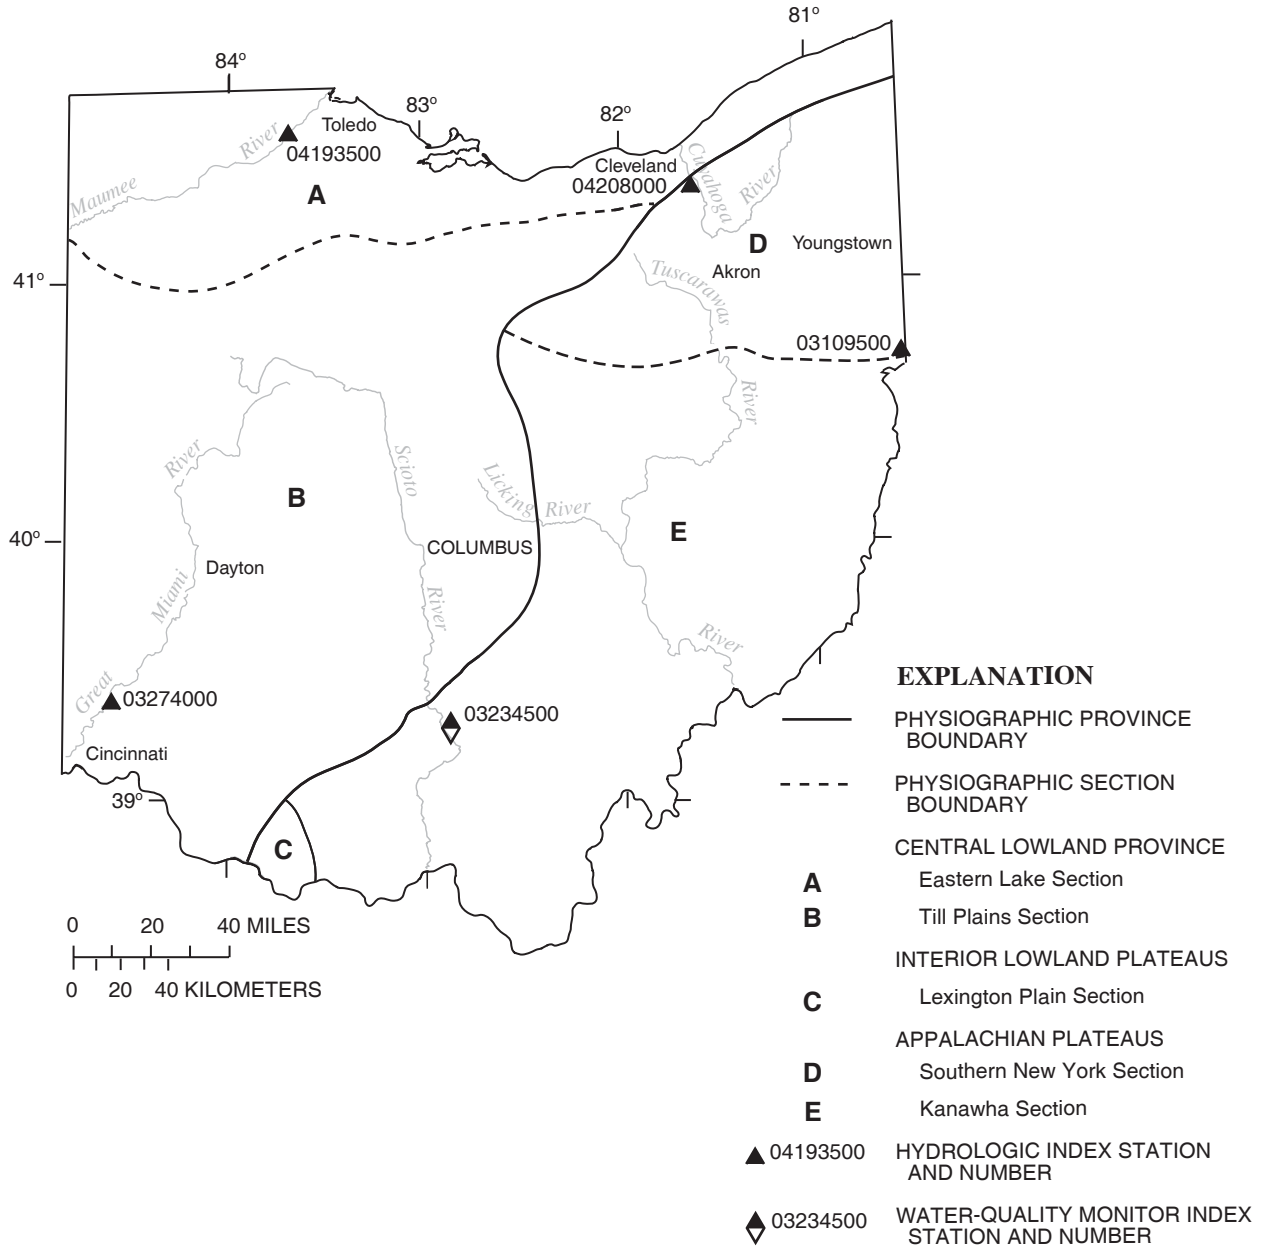 81°
84°
83°
82°
Toledo
River
04193500
Cleveland
04208000
Maumee
A
Cuyahoga
River
D
Youngstown
Tuscarawas
Akron
41°
03109500
River
River
Scioto
B
Licking
River
E
40°
COLUMBUS
Dayton
Miami
River
River
Great
03274000
03234500
Cincinnati
39°
C
0 20 40 MILES
0 20 40 KILOMETERS
EXPLANATION
PHYSIOGRAPHIC PROVINCE
BOUNDARY
PHYSIOGRAPHIC SECTION
BOUNDARY
CENTRAL LOWLAND PROVINCE
A Eastern Lake Section
B Till Plains Section
INTERIOR LOWLAND PLATEAUS
C Lexington Plain Section
APPALACHIAN PLATEAUS
D Southern New York Section
E Kanawha Section
04193500 HYDROLOGIC INDEX STATION
AND NUMBER
03234500 WATER-QUALITY MONITOR INDEX
STATION AND NUMBER